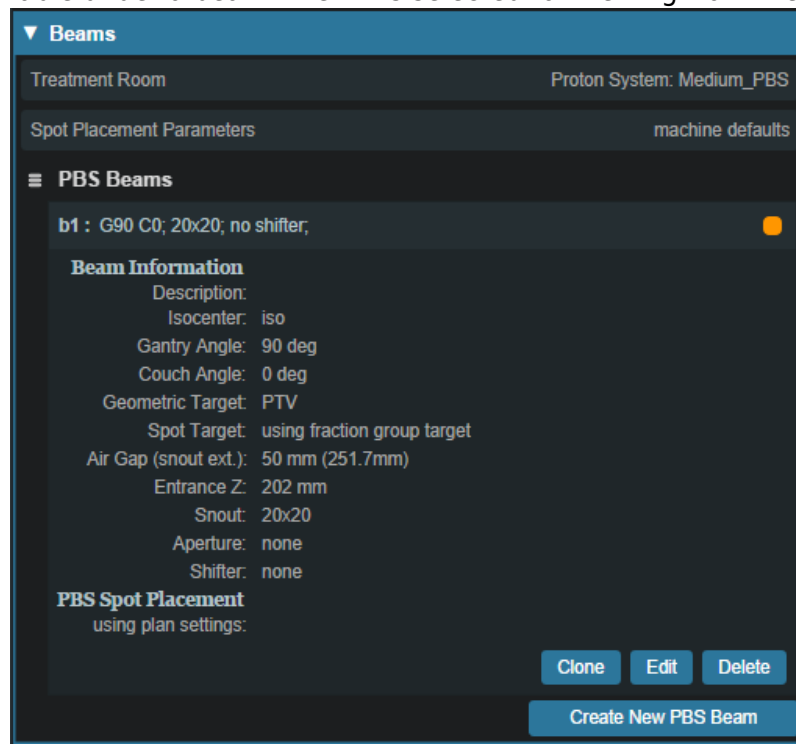 ▼ Beams
Treatment Room Proton System: Medium_PBS
Spot Placement Parameters machine defaults
≡ PBS Beams
b1 : G90 C0; 20x20; no shifter;
Beam Information
Description:
Isocenter: iso
Gantry Angle: 90 deg
Couch Angle: 0 deg
Geometric Target: PTV
Spot Target: using fraction group target
Air Gap (snout ext.): 50 mm (251.7mm)
Entrance Z: 202 mm
Snout: 20x20
Aperture: none
Shifter: none
PBS Spot Placement
using plan settings:
Clone Edit Delete
Create New PBS Beam